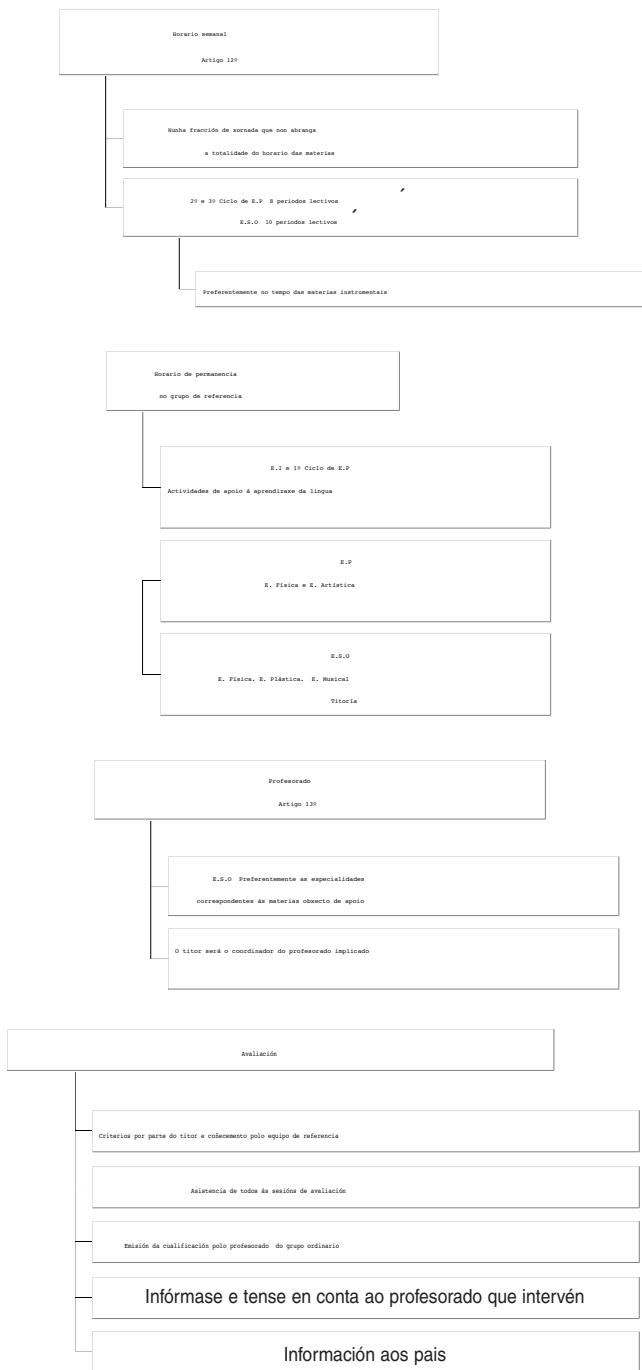 Horario semanal
Artigo 12º
Nunha fracción de xornada que non abranga
a totalidade do horario das materias
2º e 3º Ciclo de E.P 8 periodos lectivos
E.S.O 10 periodos lectivos
Preferentemente no tempo das materias instrumentais
Horario de permanencia
no grupo de referencia
E.I e 1º Ciclo de E.P
Actividades de apoio á aprendizaxe da lingua
E.P
E. Física e E. Artística
E.S.O
E. Física. E. Plástica. E. Musical
Titoría
Profesorado
Artigo 13º
E.S.O Preferentemente as especialidades
correspondentes ás materias obxecto de apoio
O titor será o coordinador do profesorado implicado
Avaliación
Criterios por parte do titor e coñecemento polo equipo de referencia
Asistencia de todos ás sesións de avaliación
Emisión da cualificación polo profesorado do grupo ordinario
Infórmase e tense en conta ao profesorado que intervén
Información aos pais